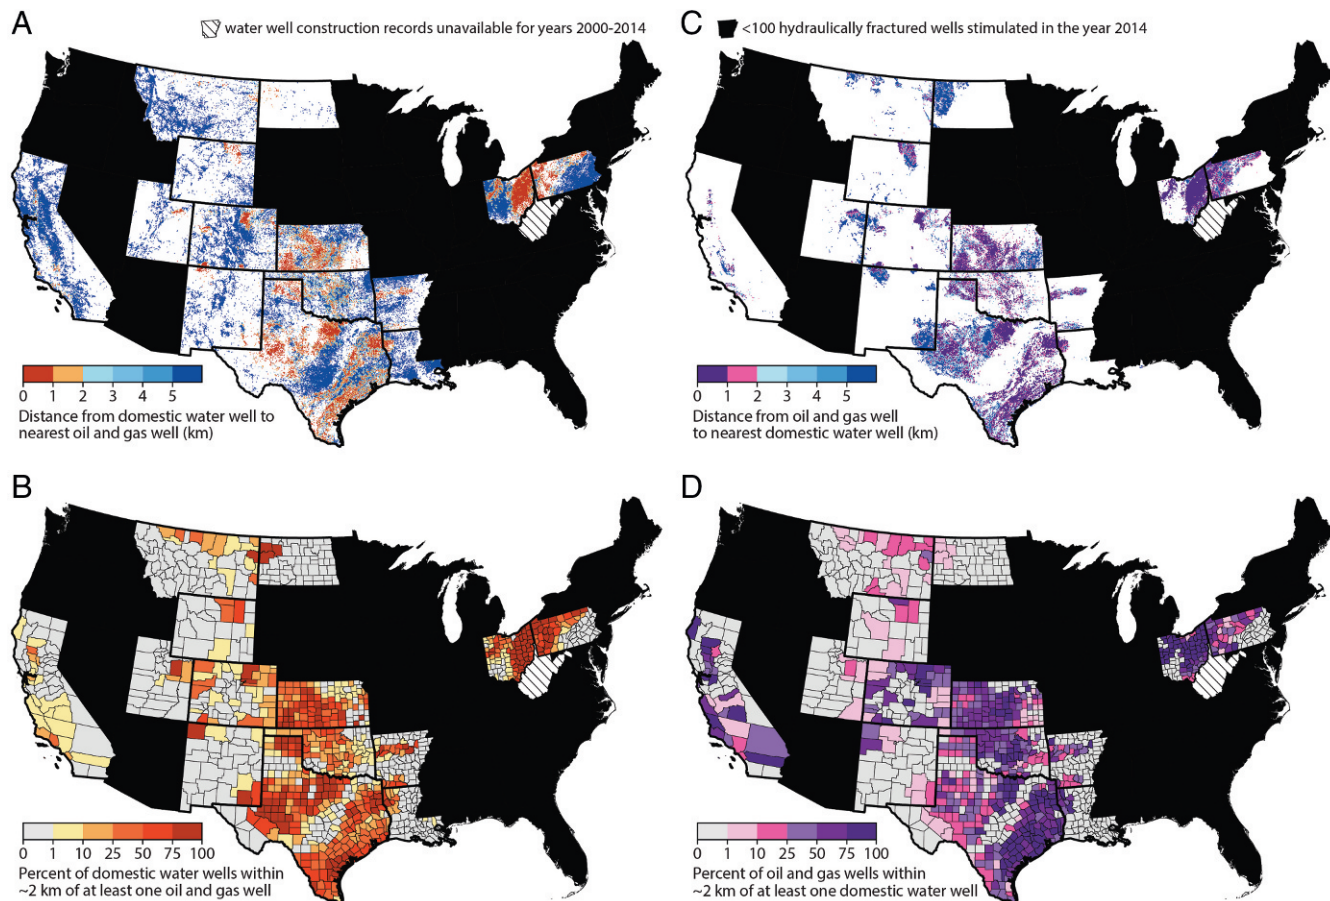 A
water well construction records unavailable for years 2000-2014
C
<100 hydraulically fractured wells stimulated in the year 2014
0 1 2 3 4 5
Distance from domestic water well to
nearest oil and gas well (km)
0 1 2 3 4 5
Distance from oil and gas well
to nearest domestic water well (km)
B
D
0 1 10 25 50 75 100
Percent of domestic water wells within
~2 km of at least one oil and gas well
0 1 10 25 50 75 100
Percent of oil and gas wells within
~2 km of at least one domestic water well